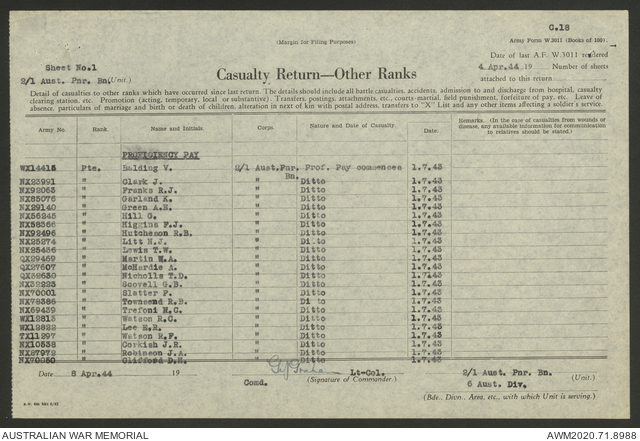 C.18
(Margin for Filing Purposes)
Army Form W.3011 (Books of 100).
Sheet No.1
Date of last A.F. W.3011 rendered
4 Apr.44 19 Number of sheets
2/1 Aust. Pnr. Bn. (Unit.)
Casualty Return—Other Ranks
attached to this return
Detail of casualties to other ranks which have occurred since last return. The details should include all battle casualties, accidents, admission to and discharge from hospital, casualty
clearing station, etc. Promotion (acting, temporary, local or substantive). Transfers, postings, attachments, etc., courts-martial, field punishment, forfeiture of pay, etc. Leave of
absence, particulars of marriage and birth or death of children, alteration in next of kin with postal address, transfers to "X" List and any other items affecting a soldier's service.
Army No. Rank. Name and Initials. Corps. Nature and Date of Casualty. Date. Remarks. (In the case of casualties from wounds or
disease, any available information for communication
to relatives should be stated.)
PROFICIENCY PAY
WX14415 Pte. Balding V. 2/1 Aust.Pnr. Prof. Pay commences 1.7.43
Bn.
NX23991 " Clark J. " Ditto 1.7.43
NX92063 " Franks R.J. " Ditto 1.7.43
NX85076 " Garland K. " Ditto 1.7.43
NX29140 " Green A.E. " Ditto 1.7.43
NX56245 " Hill G. " Ditto 1.7.43
NX58366 " Higgins F.J. " Ditto 1.7.43
NX92496 " Hutcheson R.B. " Ditto 1.7.43
NX25274 " Litt N.J. " Ditto 1.7.43
NX25456 " Lewis T.W. " Ditto 1.7.43
QX29469 " Martin W.A. " Ditto 1.7.43
QX27607 " McHardie A. " Ditto 1.7.43
QX32630 " Nicholls T.D. " Ditto 1.7.43
NX32223 " Scovell G.B. " Ditto 1.7.43
NX70001 " Slatter F. " Ditto 1.7.43
NX78386 " Townsend R.B. " Ditto 1.7.43
NX69439 " Trefoni H.C. " Ditto 1.7.43
WX12813 " Watson R.C. " Ditto 1.7.43
WX12822 " Lee H.R. " Ditto 1.7.43
TX11297 " Watson R.F. " Ditto 1.7.43
NX10538 " Corkish J.R. " Ditto 1.7.43
NX87972 " Robinson J.A. " Ditto 1.7.43
NX70950 " Clifford D.H. " Ditto 1.7.43
Date 8 Apr.44 19 Lt-Col. 2/1 Aust. Pnr. Bn. (Unit.)
Comd. (Signature of Commander.) 6 Aust. Div.
(Bde., Divn., Area, etc., with which Unit is serving.)
AUSTRALIAN WAR MEMORIAL AWM2020.71.8988